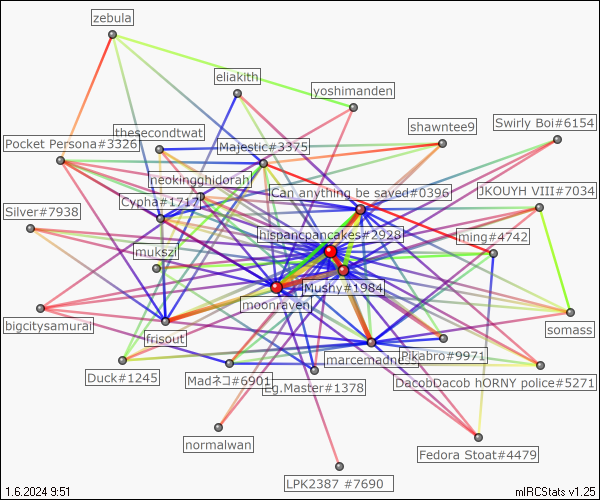 zebula
eliakith
yoshimanden
Swirly Boi#6154
shawntee9
thesecondtwat
Pocket Persona#3326
Majestic#3375
neokingghidorah
Can anything be saved#0396
JKOUYH VIII#7034
Cypha#1717
Silver#7938
hispanicpancakes#2928
ming#4742
mukszi
Mushy#1984
moonraven
bigcitysamurai
somass
frisout
marcemadness
Pikabro#9971
Duck#1245
Madネコ#6901
Eg.Master#1378
DacobDacob hORNY police#5271
normalwan
Fedora Stoat#4479
LPK2387 #7690
1.6.2024 9:51
mIRCStats v1.25